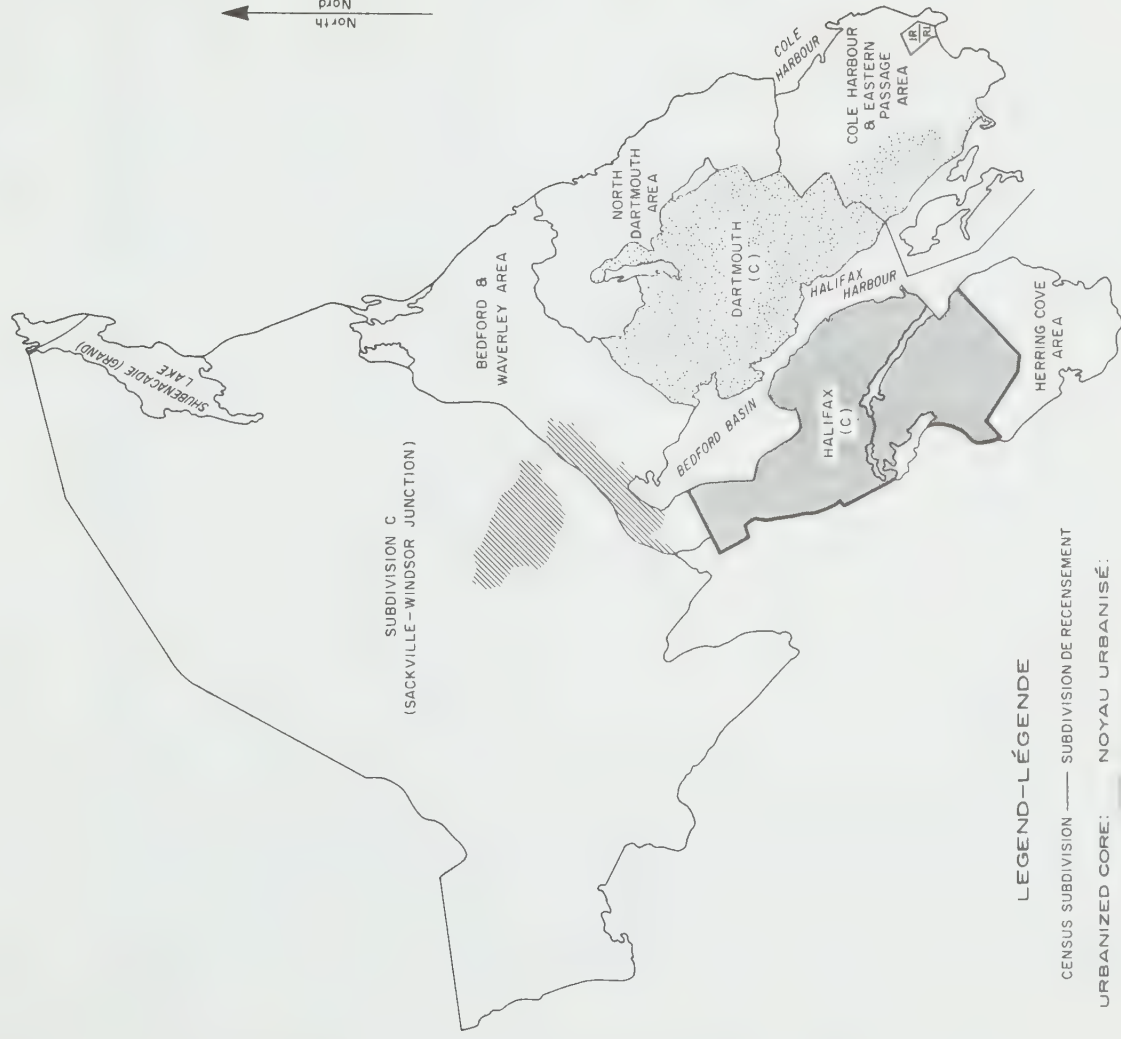 North
Nord
SHUBENACADIE (GRAND)
LAKE
SUBDIVISION C
(SACKVILLE-WINDSOR JUNCTION)
BEDFORD &
WAVERLEY AREA
NORTH
DARTMOUTH
AREA
COLE
HARBOUR
COLE HARBOUR
& EASTERN
PASSAGE
AREA
IR
RI
DARTMOUTH
(C)
HALIFAX
HARBOUR
BEDFORD BASIN
HALIFAX
(C)
HERRING COVE
AREA
LEGEND-LÉGENDE
CENSUS SUBDIVISION —— SUBDIVISION DE RECENSEMENT
URBANIZED CORE: NOYAU URBANISÉ: